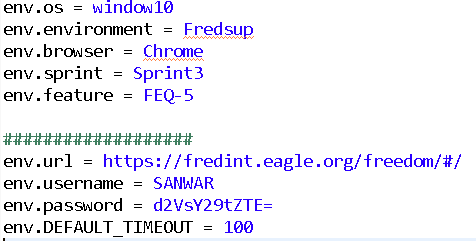 env.os = window10
env.environment = Fredsup
env.browser = Chrome
env.sprint = Sprint3
env.feature = FEQ-5
###################
env.url = https://fredint.eagle.org/freedom/#/
env.username = SANWAR
env.password = d2VsY29tZTE=
env.DEFAULT_TIMEOUT = 100